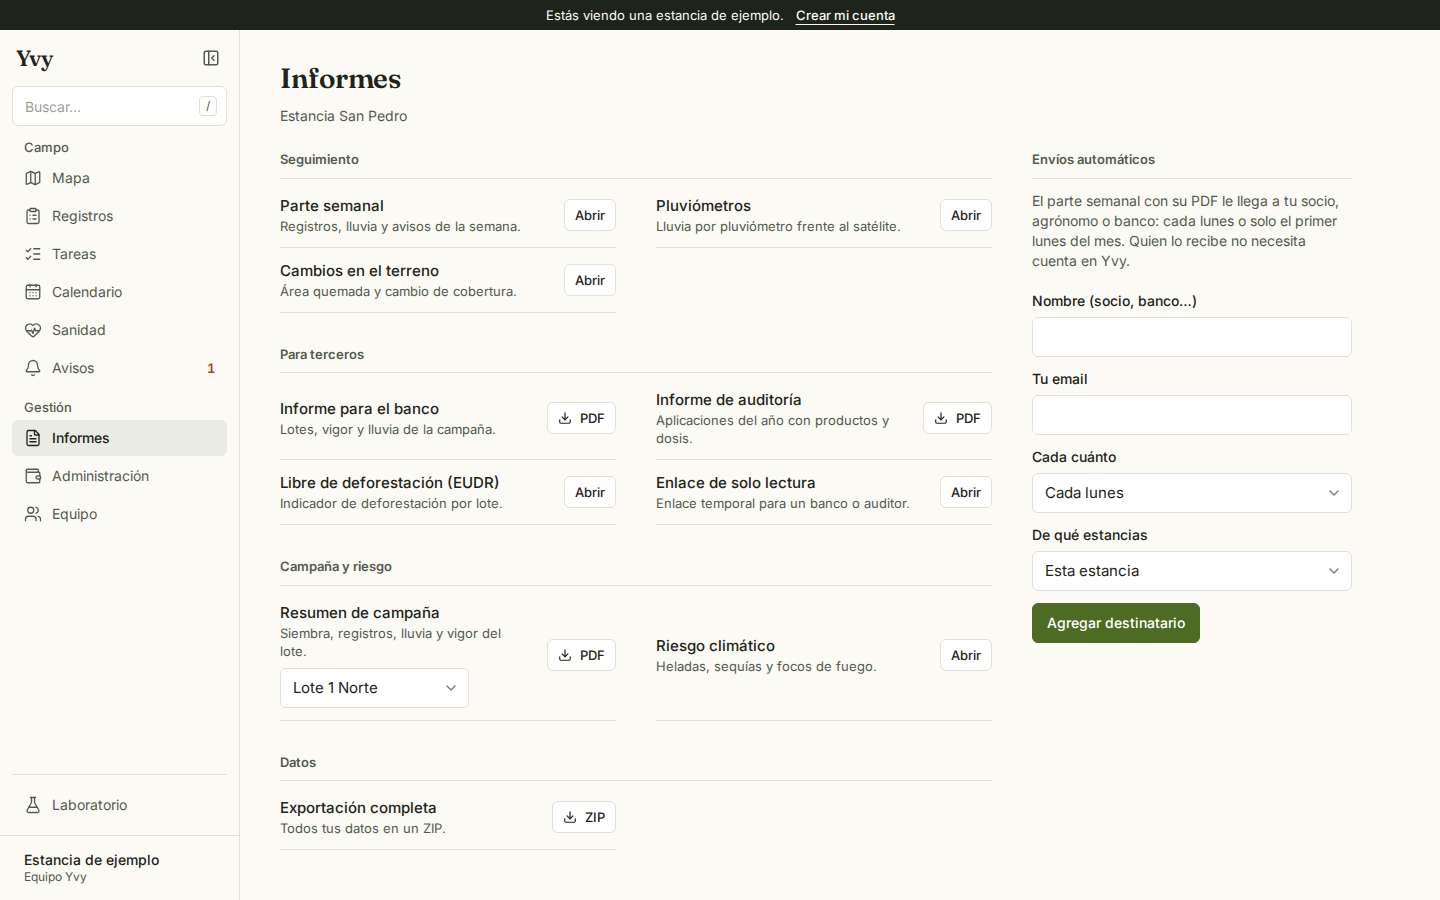 Estás viendo una estancia de ejemplo. Crear mi cuenta
Yvy
Buscar...
/
Campo
Mapa
Registros
Tareas
Calendario
Sanidad
Avisos 1
Gestión
Informes
Administración
Equipo
Laboratorio
Estancia de ejemplo
Equipo Yvy
Informes
Estancia San Pedro
Seguimiento
Parte semanal
Registros, lluvia y avisos de la semana.
Abrir
Pluviómetros
Lluvia por pluviómetro frente al satélite.
Abrir
Cambios en el terreno
Área quemada y cambio de cobertura.
Abrir
Para terceros
Informe para el banco
Lotes, vigor y lluvia de la campaña.
PDF
Informe de auditoría
Aplicaciones del año con productos y
dosis.
PDF
Libre de deforestación (EUDR)
Indicador de deforestación por lote.
Abrir
Enlace de solo lectura
Enlace temporal para un banco o auditor.
Abrir
Campaña y riesgo
Resumen de campaña
Siembra, registros, lluvia y vigor del
lote.
Lote 1 Norte
PDF
Riesgo climático
Heladas, sequías y focos de fuego.
Abrir
Datos
Exportación completa
Todos tus datos en un ZIP.
ZIP
Envíos automáticos
El parte semanal con su PDF le llega a tu socio,
agrónomo o banco: cada lunes o solo el primer
lunes del mes. Quien lo recibe no necesita
cuenta en Yvy.
Nombre (socio, banco...)
Tu email
Cada cuánto
Cada lunes
De qué estancias
Esta estancia
Agregar destinatario